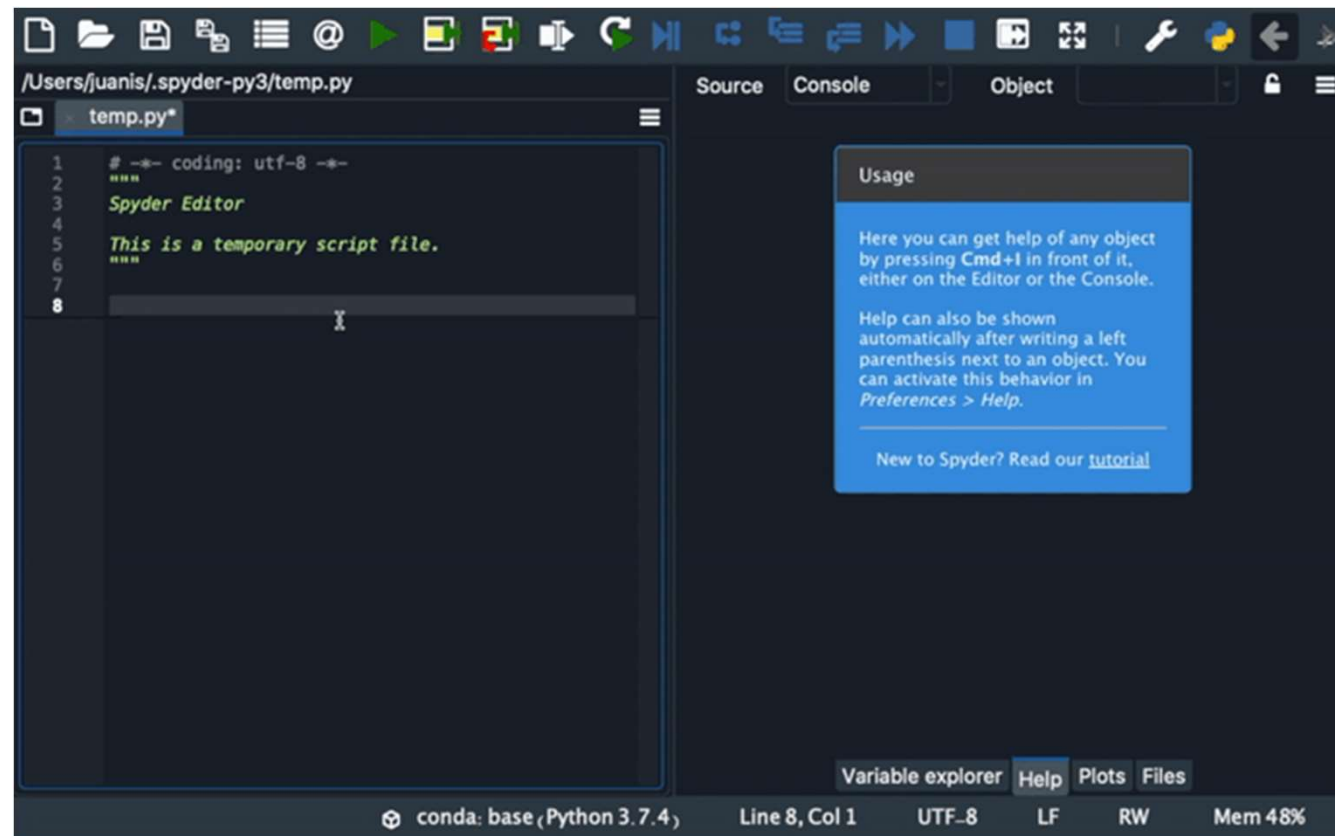 /Users/juanis/.spyder-py3/temp.py
Source Console Object
temp.py*
1 # -*- coding: utf-8 -*-
2 """
3 Spyder Editor
4
5 This is a temporary script file.
6 """
7
8
Usage
Here you can get help of any object
by pressing Cmd+I in front of it,
either on the Editor or the Console.
Help can also be shown
automatically after writing a left
parenthesis next to an object. You
can activate this behavior in
Preferences > Help.
New to Spyder? Read our tutorial
Variable explorer Help Plots Files
conda: base (Python 3.7.4) Line 8, Col 1 UTF-8 LF RW Mem 48%